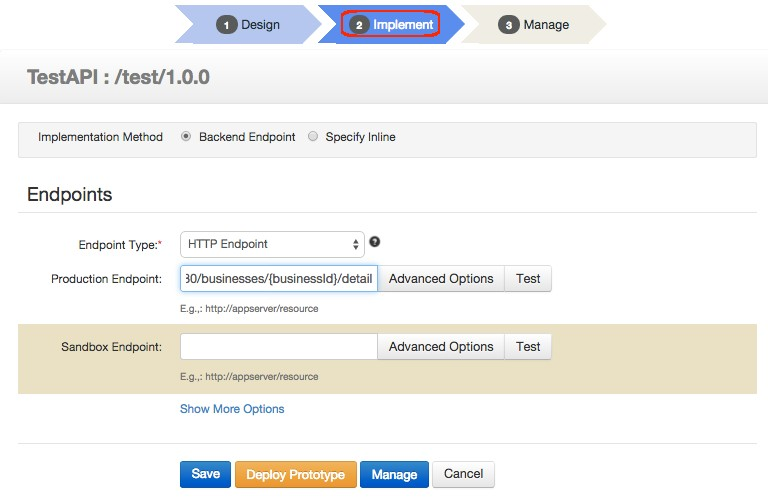 1 Design 2 Implement 3 Manage
TestAPI : /test/1.0.0
Implementation Method Backend Endpoint Specify Inline
Endpoints
Endpoint Type:* HTTP Endpoint ?
Production Endpoint: 30/businesses/{businessId}/detail Advanced Options Test
E.g.,: http://appserver/resource
Sandbox Endpoint: Advanced Options Test
E.g.,: http://appserver/resource
Show More Options
Save Deploy Prototype Manage Cancel